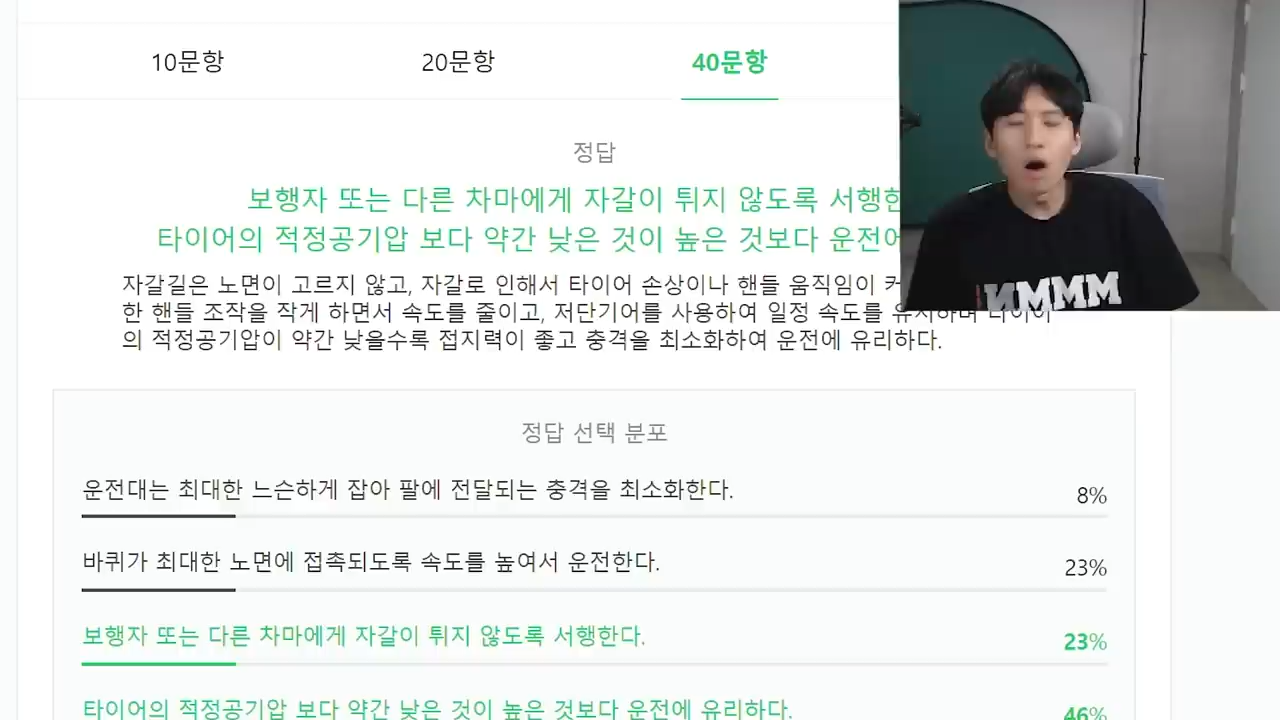 10문항
20문항
40문항
정답
보행자 또는 다른 차마에게 자갈이 튀지 않도록
타이어의 적정공기압 보다 약간 낮은 것이 높은 것보다
자갈길은 노면이 고르지 않고, 자갈로 인해서 타이어 손상이나 핸들 움직임이
한 핸들 조작을 작게 하면서 속도를 줄이고, 저단기어를 사용하여 일정 속도를 유지하며 타이어
의 적정공기압이 약간 낮을수록 접지력이 좋고 충격을 최소화하여 운전에 유리하다.
정답 선택 분포
운전대는 최대한 느슨하게 잡아 팔에 전달되는 충격을 최소화한다.
8%
바퀴가 최대한 노면에 접촉되도록 속도를 높여서 운전한다.
23%
보행자 또는 다른 차마에게 자갈이 튀지 않도록 서행한다.
23%
타이어의 적정공기압 보다 약간 낮은 것이 높은 것보다 운전에 유리하다.
46%